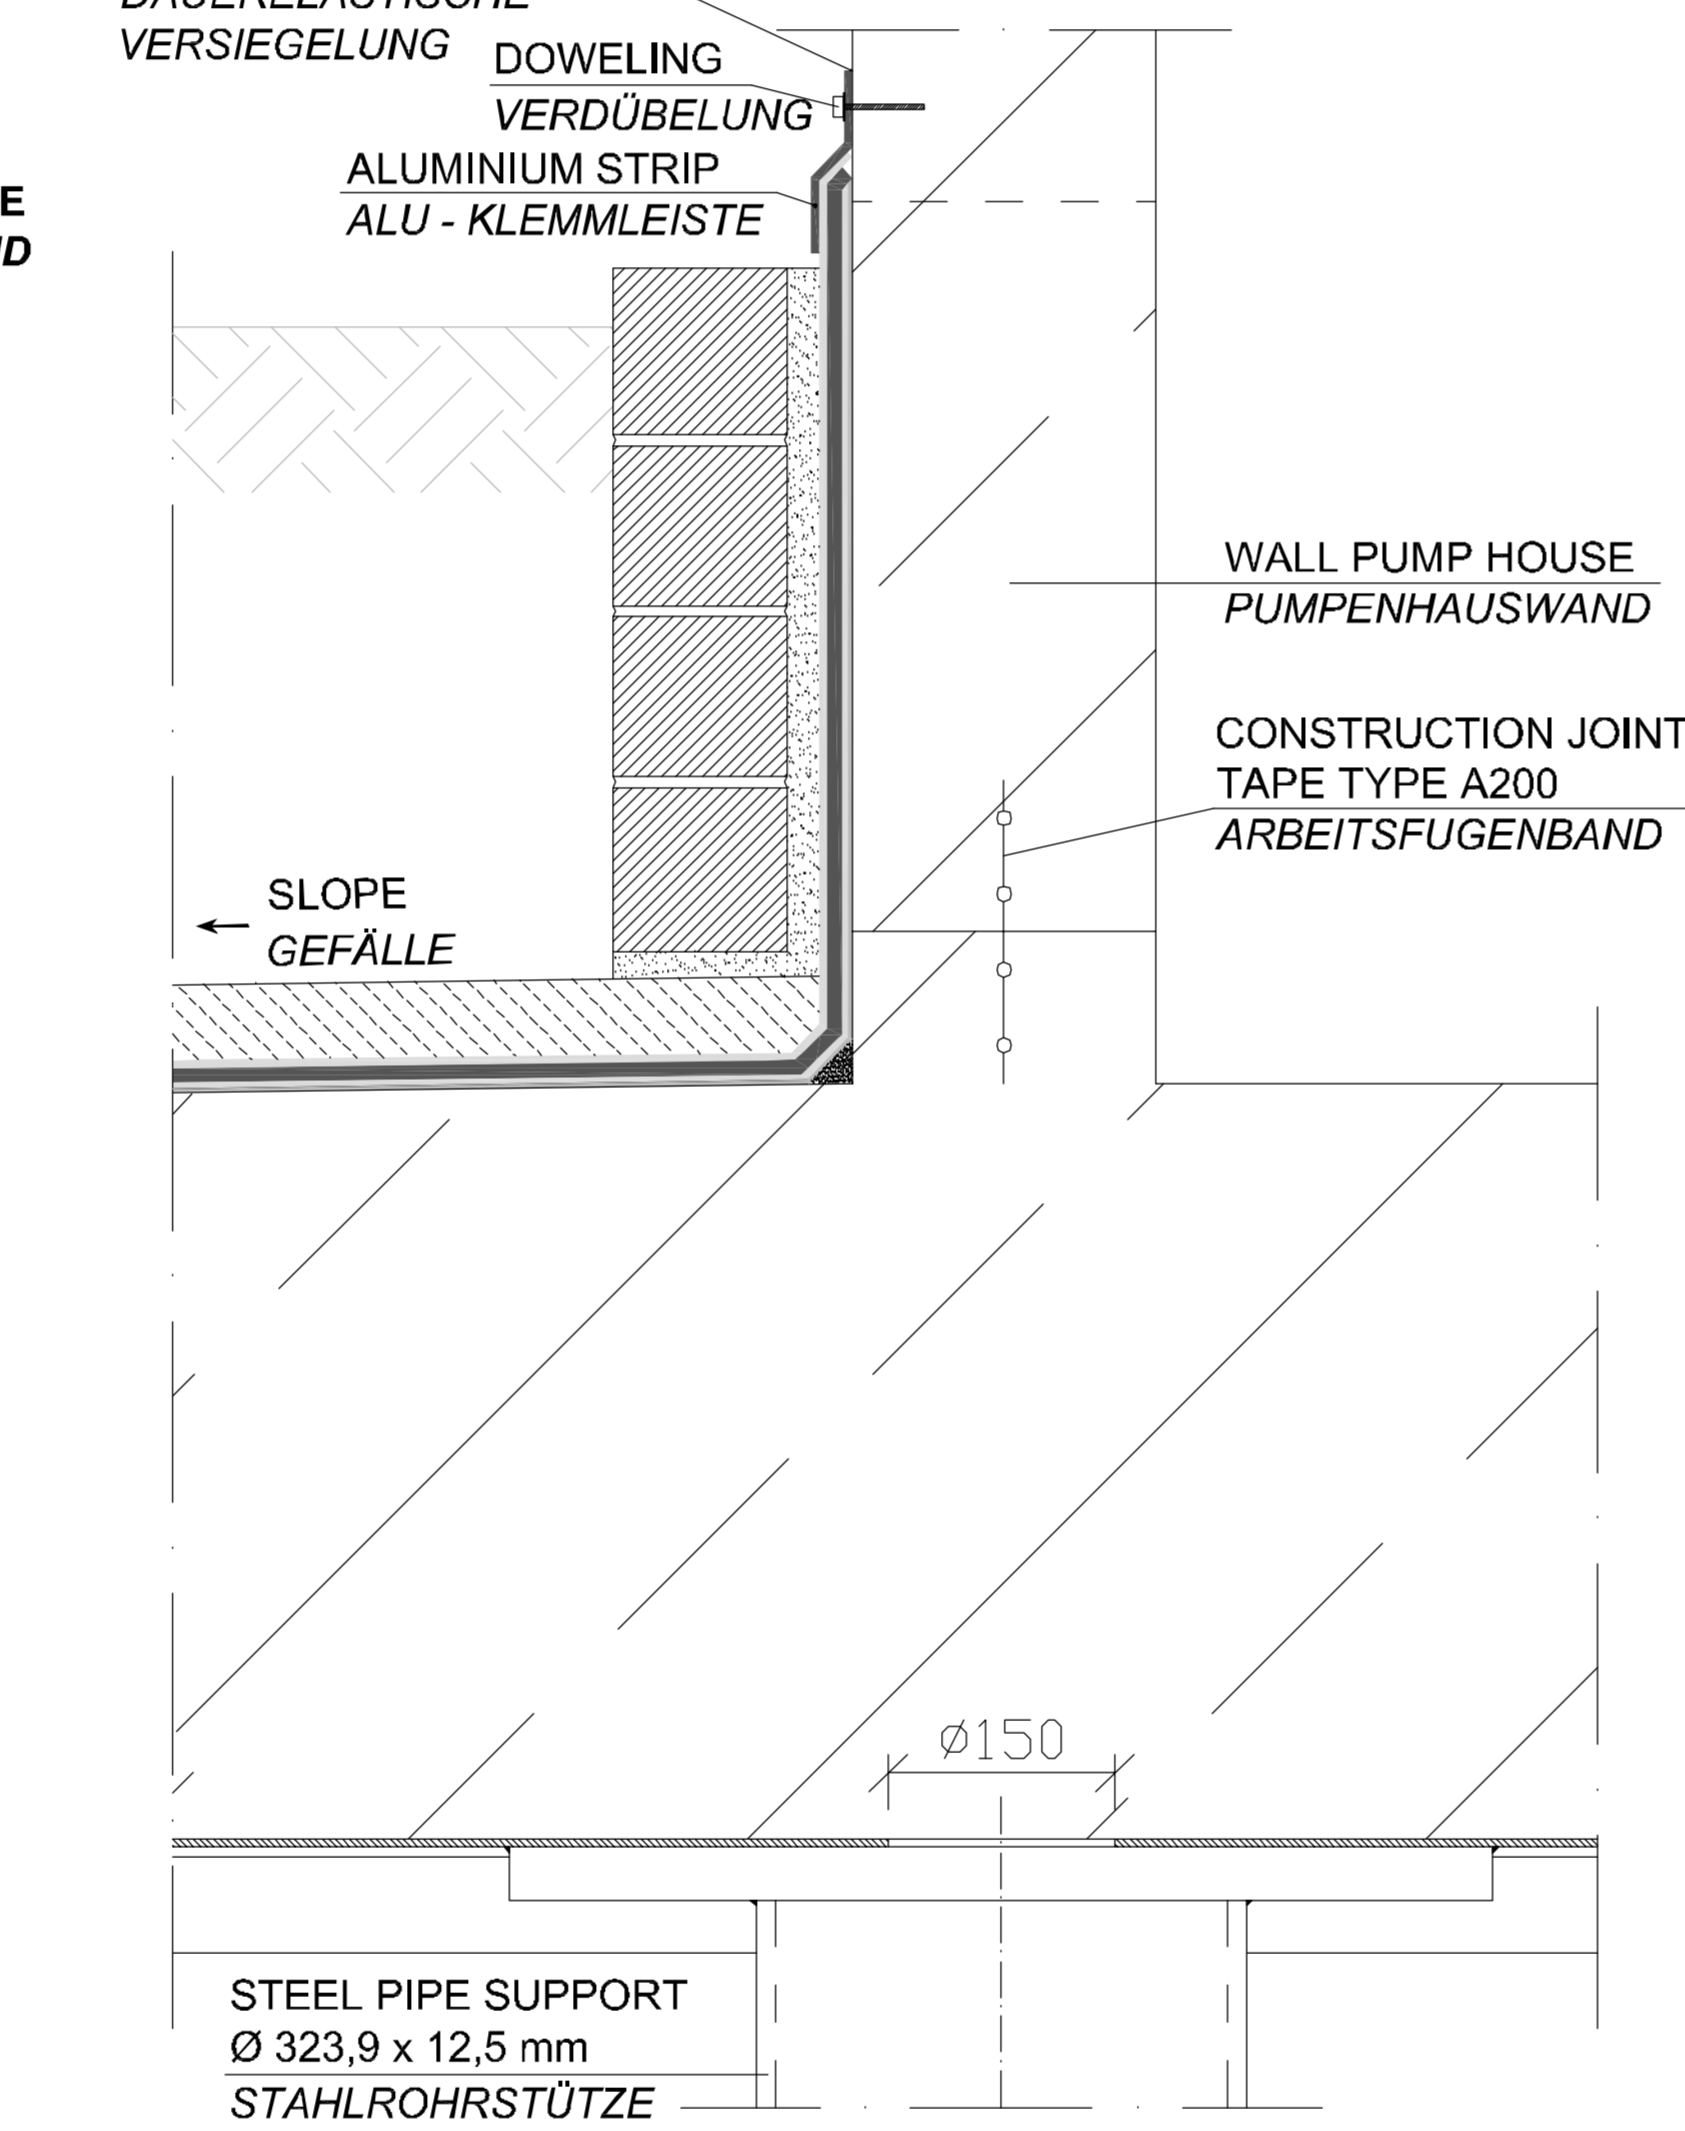 VERSIEGELUNG
DOWELING
VERDÜBELUNG
ALUMINIUM STRIP
ALU - KLEMMLEISTE
WALL PUMP HOUSE
PUMPENHAUSWAND
CONSTRUCTION JOINT
TAPE TYPE A200
ARBEITSFUGENBAND
SLOPE
GEFÄLLE
Ø150
STEEL PIPE SUPPORT
Ø 323,9 x 12,5 mm
STAHLROHRSTÜTZE